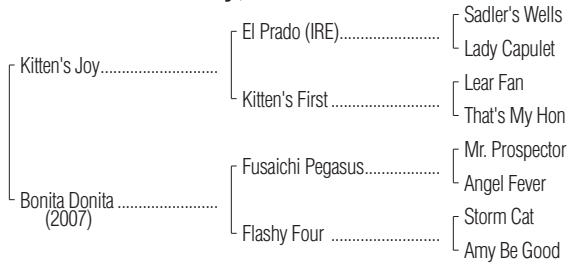 Sadler's Wells
El Prado (IRE)
Lady Capulet
Kitten's Joy
Lear Fan
Kitten's First
That's My Hon
Mr. Prospector
Fusaichi Pegasus
Angel Fever
Bonita Donita
(2007)
Storm Cat
Flashy Four
Amy Be Good